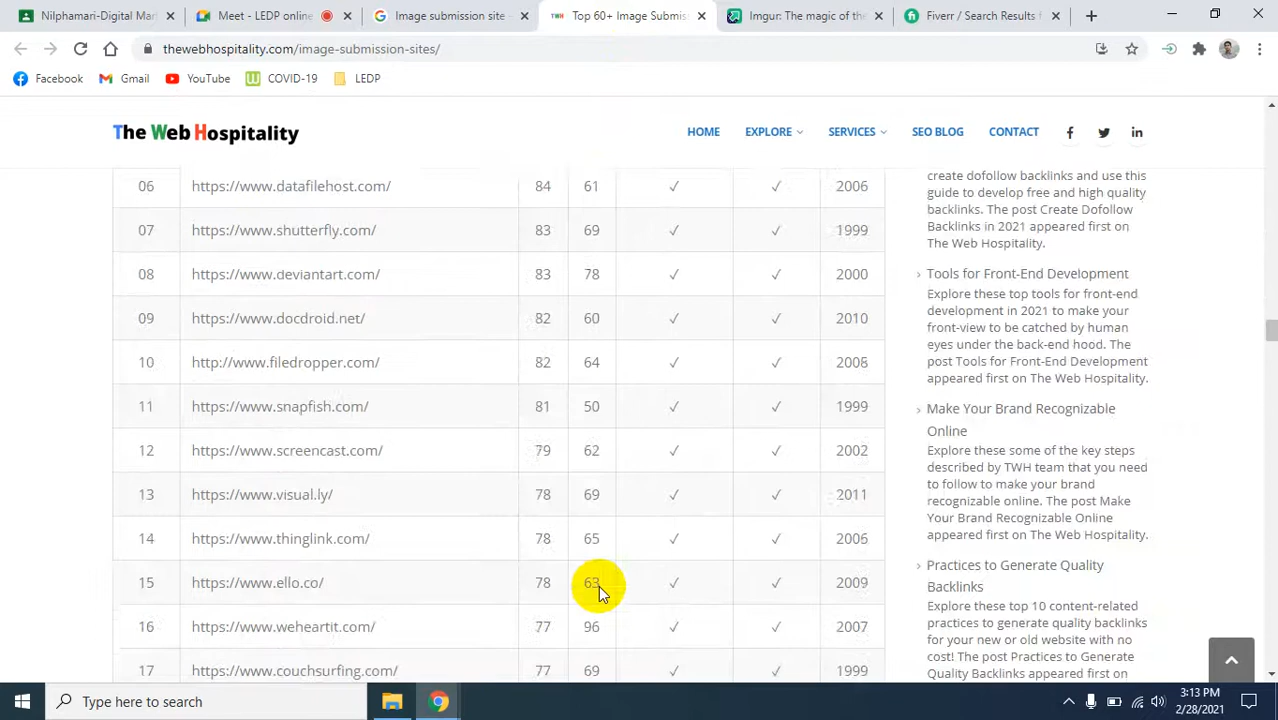 Nilphamari-Digital Mark
Meet - LEDP online
Image submission site -
Top 60+ Image Submis
Imgur: The magic of the
Fiverr / Search Results f
thewebhospitality.com/image-submission-sites/
Facebook
Gmail
YouTube
COVID-19
LEDP
The Web Hospitality
HOME
EXPLORE
SERVICES
SEO BLOG
CONTACT
06 https://www.datafilehost.com/ 84 61 ✓ ✓ 2006
07 https://www.shutterfly.com/ 83 69 ✓ ✓ 1999
08 https://www.deviantart.com/ 83 78 ✓ ✓ 2000
09 https://www.docdroid.net/ 82 60 ✓ ✓ 2010
10 http://www.filedropper.com/ 82 64 ✓ ✓ 2008
11 https://www.snapfish.com/ 81 50 ✓ ✓ 1999
12 https://www.screencast.com/ 79 62 ✓ ✓ 2002
13 https://www.visual.ly/ 78 69 ✓ ✓ 2011
14 https://www.thinglink.com/ 78 65 ✓ ✓ 2006
15 https://www.ello.co/ 78 63 ✓ ✓ 2009
16 https://www.weheartit.com/ 77 96 ✓ ✓ 2007
17 https://www.couchsurfing.com/ 77 69 ✓ ✓ 1999
create dofollow backlinks and use this
guide to develop free and high quality
backlinks. The post Create Dofollow
Backlinks in 2021 appeared first on
The Web Hospitality.
Tools for Front-End Development
Explore these top tools for front-end
development in 2021 to make your
front-view to be catched by human
eyes under the back-end hood. The
post Tools for Front-End Development
appeared first on The Web Hospitality.
Make Your Brand Recognizable
Online
Explore these some of the key steps
described by TWH team that you need
to follow to make your brand
recognizable online. The post Make
Your Brand Recognizable Online
appeared first on The Web Hospitality.
Practices to Generate Quality
Backlinks
Explore these top 10 content-related
practices to generate quality backlinks
for your new or old website with no
cost! The post Practices to Generate
Quality Backlinks appeared first on
Type here to search
3:13 PM
2/28/2021